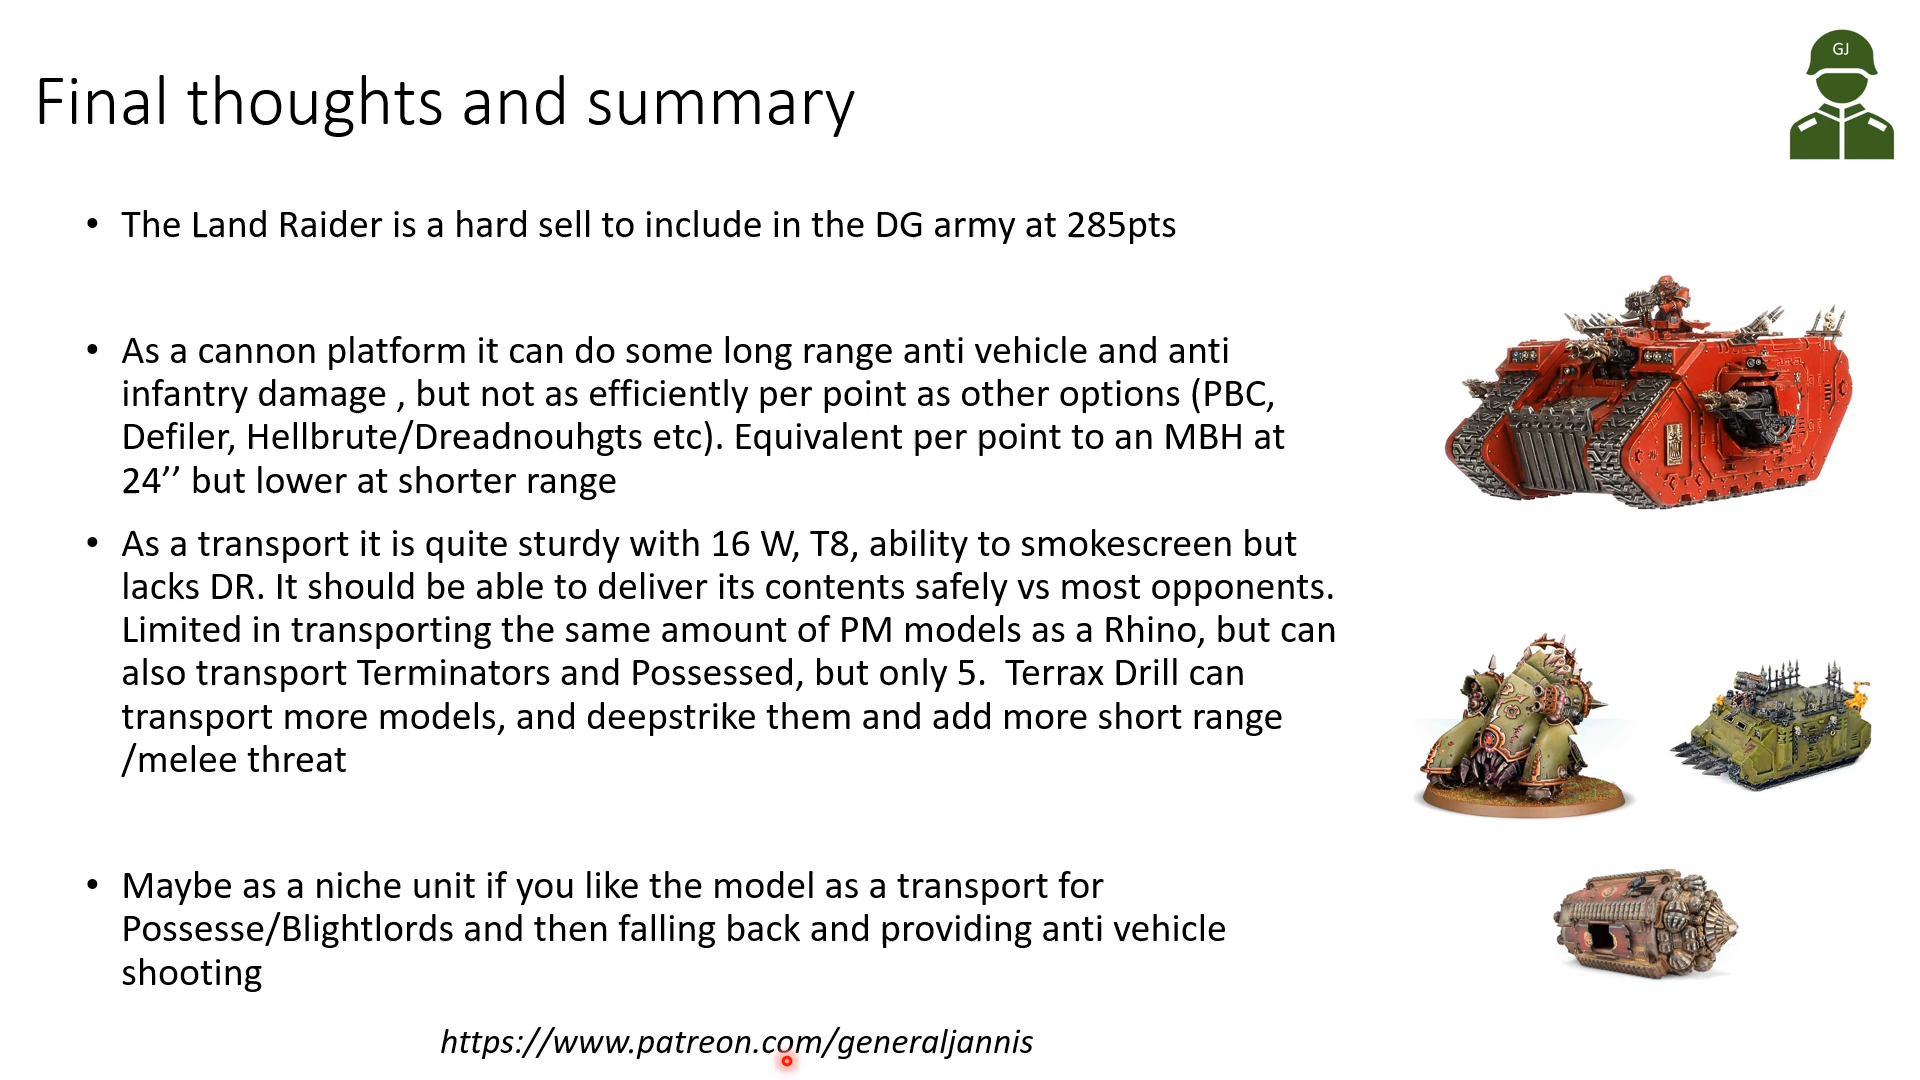 GJ
Final thoughts and summary
• The Land Raider is a hard sell to include in the DG army at 285pts
• As a cannon platform it can do some long range anti vehicle and anti
infantry damage , but not as efficiently per point as other options (PBC,
Defiler, Hellbrute/Dreadnouhgts etc). Equivalent per point to an MBH at
24’’ but lower at shorter range
• As a transport it is quite sturdy with 16 W, T8, ability to smokescreen but
lacks DR. It should be able to deliver its contents safely vs most opponents.
Limited in transporting the same amount of PM models as a Rhino, but can
also transport Terminators and Possessed, but only 5.  Terrax Drill can
transport more models, and deepstrike them and add more short range
/melee threat
• Maybe as a niche unit if you like the model as a transport for
Possesse/Blightlords and then falling back and providing anti vehicle
shooting
https://www.patreon.com/generaljannis